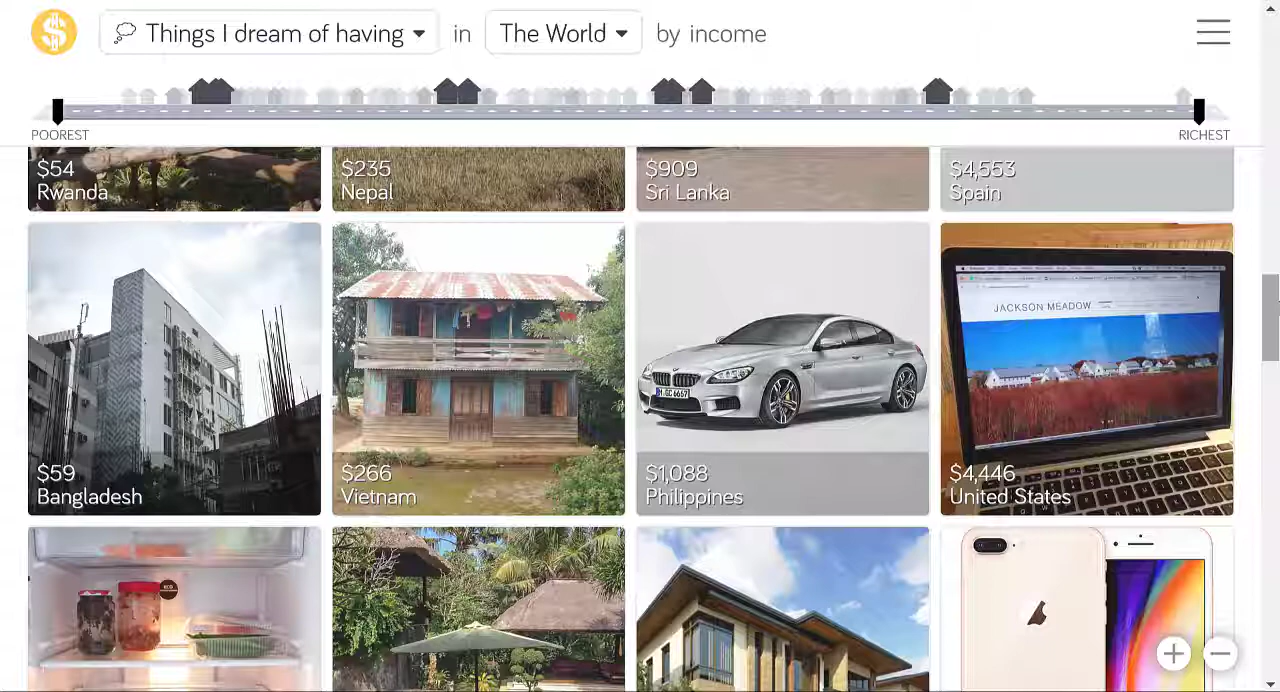 $ Things I dream of having in The World by income
POOREST
RICHEST
$54
Rwanda
$235
Nepal
$909
Sri Lanka
$4,553
Spain
$59
Bangladesh
$266
Vietnam
$1,088
Philippines
JACKSON MEADOW
$4,446
United States